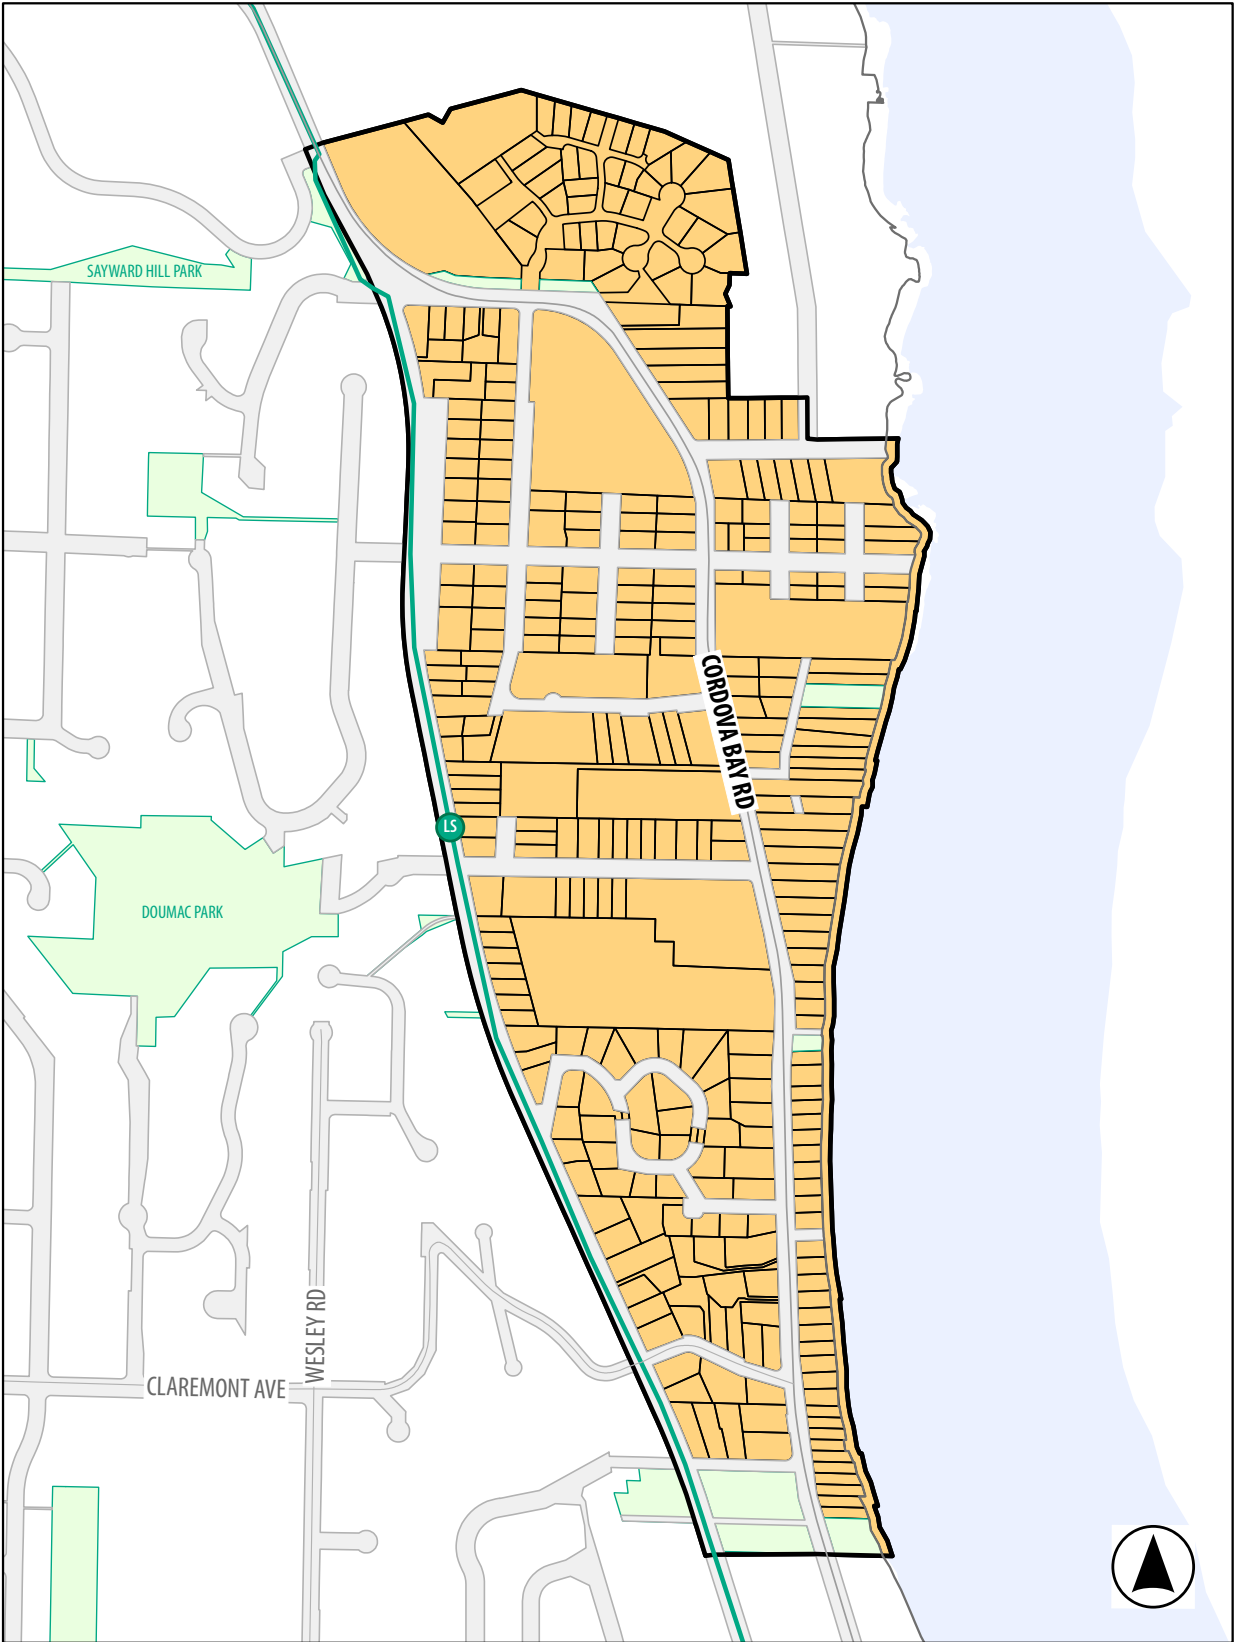 SAYWARD HILL PARK
CORDOVA BAY RD
LS
DOUMAC PARK
WESLEY RD
CLAREMONT AVE